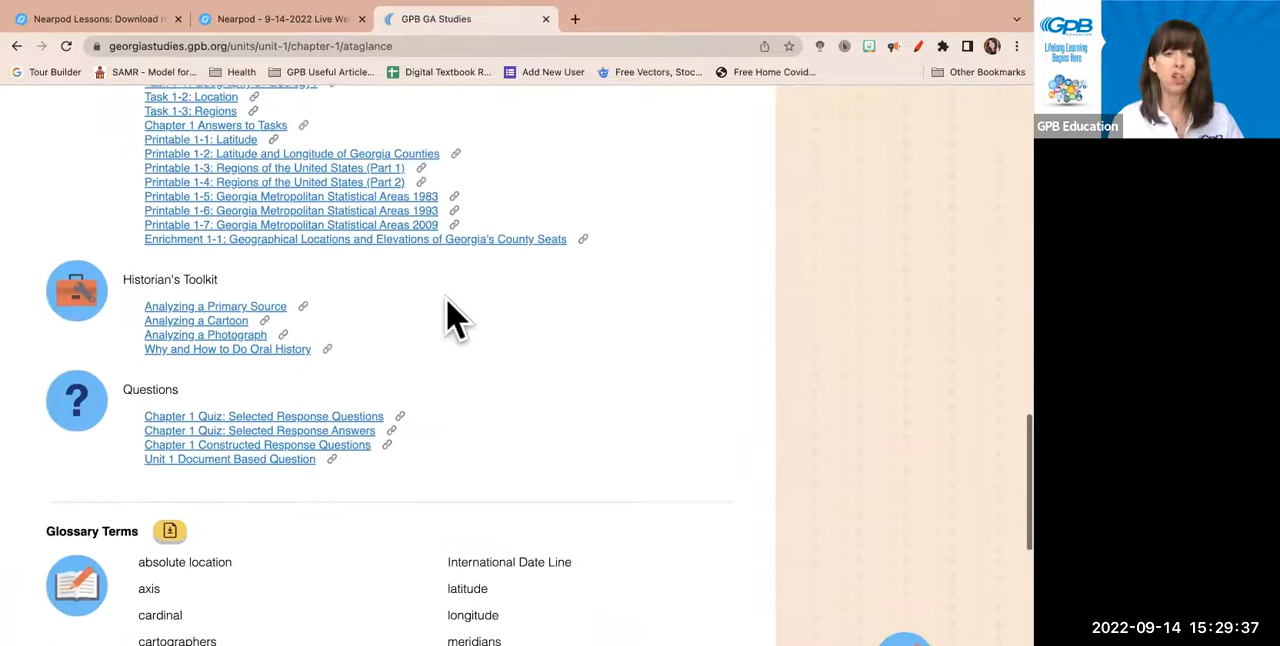 Nearpod Lessons: Download r
Nearpod - 9-14-2022 Live We
GPB GA Studies
georgiastudies.gpb.org/units/unit-1/chapter-1/ataglance
Tour Builder
SAMR - Model for...
Health
GPB Useful Article...
Digital Textbook R...
Add New User
Free Vectors, Stoc...
Free Home Covid...
Other Bookmarks
GPB
Lifelong Learning
Begins Here
GPB Education
Task 1-2: Location
Task 1-3: Regions
Chapter 1 Answers to Tasks
Printable 1-1: Latitude
Printable 1-2: Latitude and Longitude of Georgia Counties
Printable 1-3: Regions of the United States (Part 1)
Printable 1-4: Regions of the United States (Part 2)
Printable 1-5: Georgia Metropolitan Statistical Areas 1983
Printable 1-6: Georgia Metropolitan Statistical Areas 1993
Printable 1-7: Georgia Metropolitan Statistical Areas 2009
Enrichment 1-1: Geographical Locations and Elevations of Georgia's County Seats
Historian's Toolkit
Analyzing a Primary Source
Analyzing a Cartoon
Analyzing a Photograph
Why and How to Do Oral History
Questions
Chapter 1 Quiz: Selected Response Questions
Chapter 1 Quiz: Selected Response Answers
Chapter 1 Constructed Response Questions
Unit 1 Document Based Question
Glossary Terms
absolute location
International Date Line
axis
latitude
cardinal
longitude
cartographers
meridians
2022-09-14 15:29:37